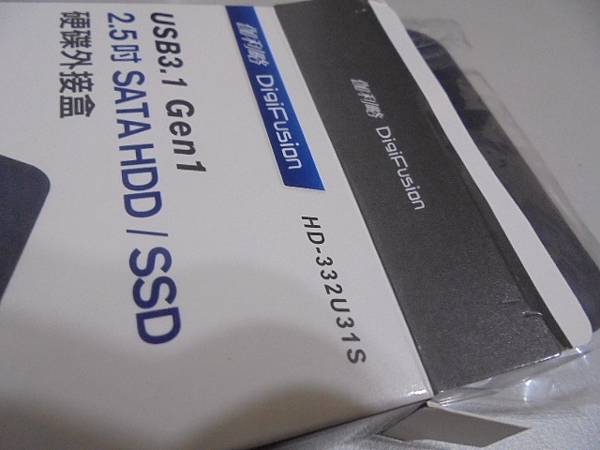 伽利略 DigiFusion
伽利略 DigiFusion
HD-332U31S
USB3.1 Gen1
2.5吋 SATA HDD / SSD
硬碟外接盒